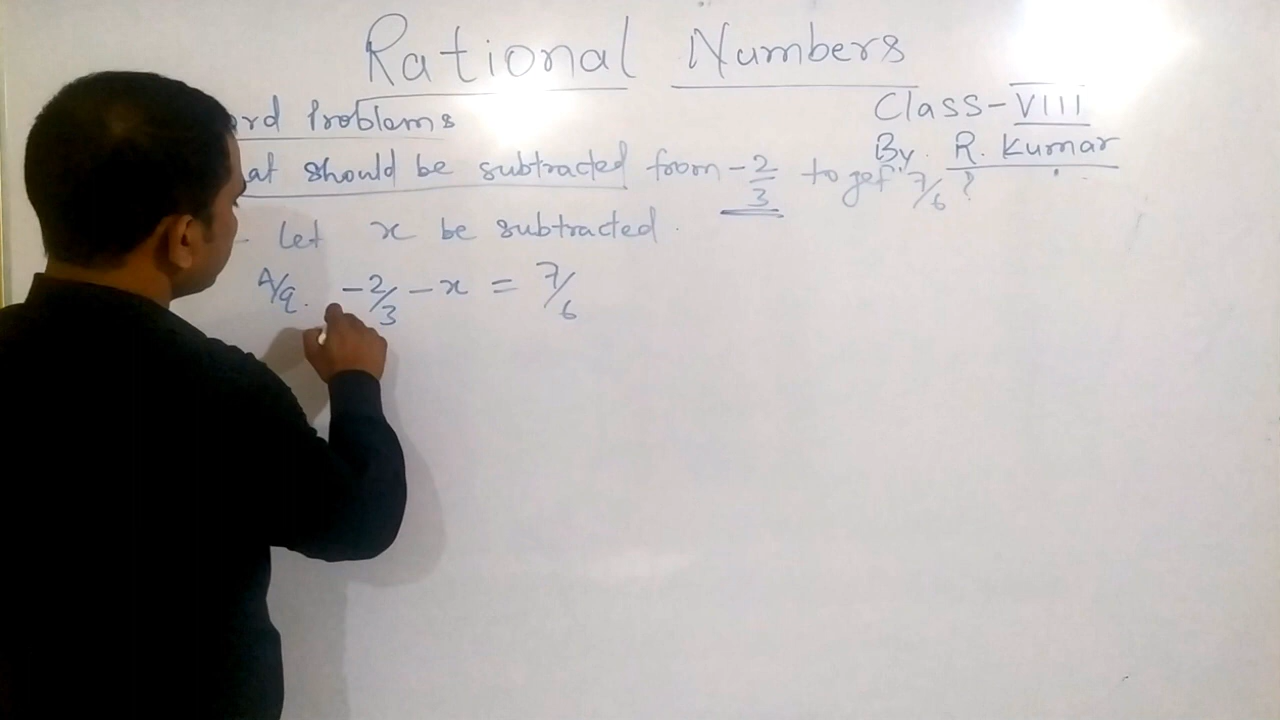 Rational Numbers
Class-VIII
By. R. Kumar
ord Problems
at should be subtracted from -2/3 to get 7/6 ?
- Let x be subtracted.
A/q. -2/3 - x = 7/6